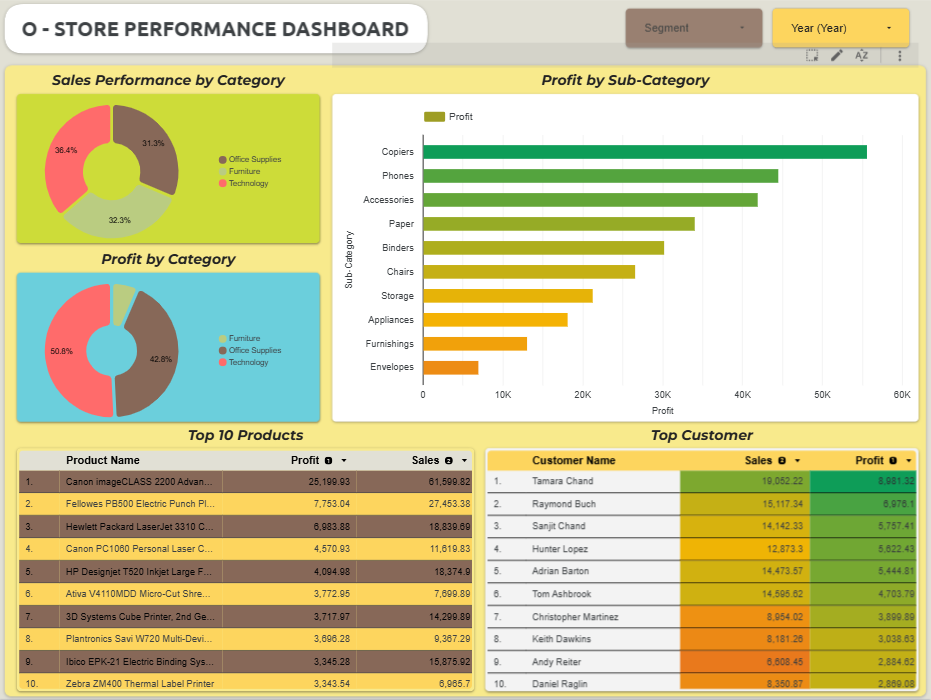 O - STORE PERFORMANCE DASHBOARD
Segment
Year (Year)
AZ
Sales Performance by Category
31.3%
36.4%
32.3%
Office Supplies
Furniture
Technology
Profit by Category
50.8%
42.8%
Furniture
Office Supplies
Technology
Profit by Sub-Category
Profit
Sub-Category
Copiers
Phones
Accessories
Paper
Binders
Chairs
Storage
Appliances
Furnishings
Envelopes
0 10K 20K 30K 40K 50K 60K
Profit
Top 10 Products
Product Name Profit 1 Sales 2
1. Canon imageCLASS 2200 Advan... 25,199.93 61,599.82
2. Fellowes PB500 Electric Punch Pl... 7,753.04 27,453.38
3. Hewlett Packard LaserJet 3310 C... 6,983.88 18,839.69
4. Canon PC1060 Personal Laser C... 4,570.93 11,619.83
5. HP Designjet T520 Inkjet Large F... 4,094.98 18,374.9
6. Ativa V4110MDD Micro-Cut Shre... 3,772.95 7,699.89
7. 3D Systems Cube Printer, 2nd Ge... 3,717.97 14,299.89
8. Plantronics Savi W720 Multi-Devi... 3,696.28 9,367.29
9. Ibico EPK-21 Electric Binding Sys... 3,345.28 15,875.92
10. Zebra ZM400 Thermal Label Printer 3,343.54 6,965.7
Top Customer
Customer Name Sales 2 Profit 1
1. Tamara Chand 19,052.22 8,981.32
2. Raymond Buch 15,117.34 6,976.1
3. Sanjit Chand 14,142.33 5,757.41
4. Hunter Lopez 12,873.3 5,622.43
5. Adrian Barton 14,473.57 5,444.81
6. Tom Ashbrook 14,595.62 4,703.79
7. Christopher Martinez 8,954.02 3,899.89
8. Keith Dawkins 8,181.26 3,038.63
9. Andy Reiter 6,608.45 2,884.62
10. Daniel Raglin 8,350.87 2,869.08